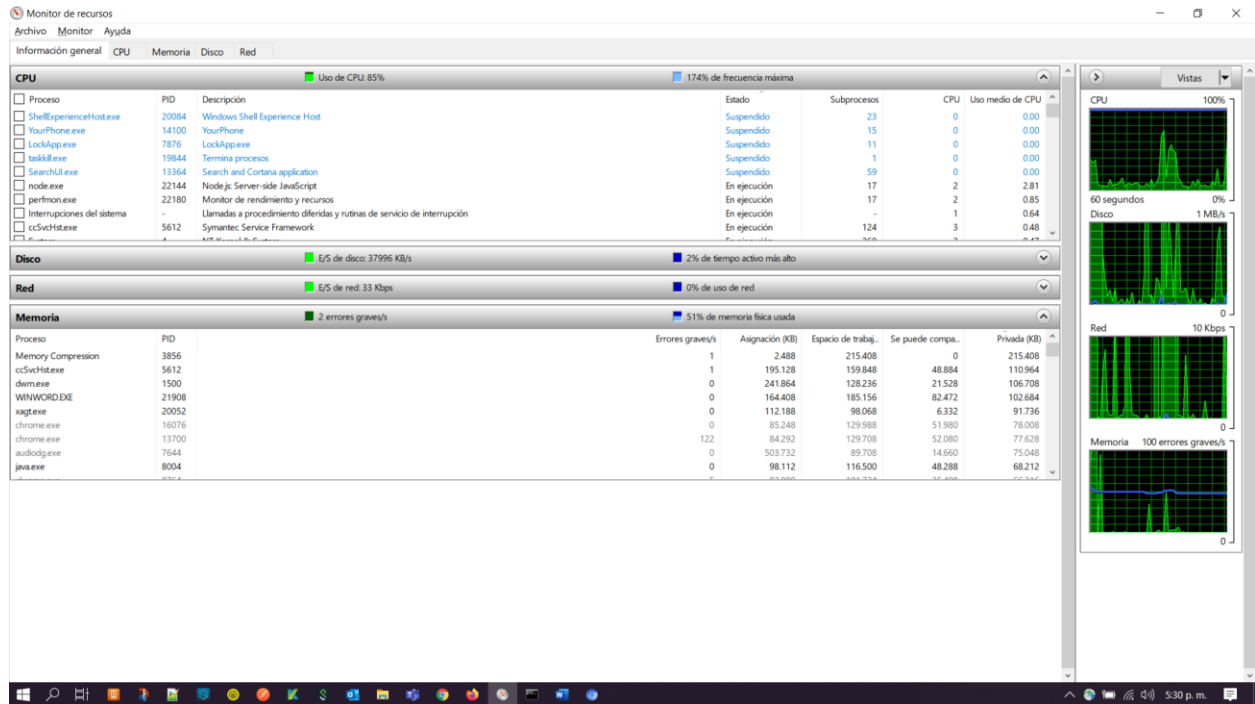 Monitor de recursos
Archivo Monitor Ayuda
Información general CPU Memoria Disco Red
CPU Uso de CPU: 85% 174% de frecuencia máxima
Proceso PID Descripción Estado Subprocesos CPU Uso medio de CPU
ShellExperienceHost.exe 20084 Windows Shell Experience Host Suspendido 23 0 0.00
YourPhone.exe 14100 YourPhone Suspendido 15 0 0.00
LockApp.exe 7876 LockApp.exe Suspendido 11 0 0.00
taskkill.exe 19844 Termina procesos Suspendido 1 0 0.00
SearchUI.exe 13364 Search and Cortana application Suspendido 59 0 0.00
node.exe 22144 Node.js: Server-side JavaScript En ejecución 17 2 2.81
perfmon.exe 22180 Monitor de rendimiento y recursos En ejecución 17 2 0.85
Interrupciones del sistema - Llamadas a procedimiento diferidas y rutinas de servicio de interrupción En ejecución - 1 0.64
ccSvcHst.exe 5612 Symantec Service Framework En ejecución 124 3 0.48
Disco E/S de disco: 37996 KB/s 2% de tiempo activo más alto
Red E/S de red: 33 Kbps 0% de uso de red
Memoria 2 errores graves/s 51% de memoria física usada
Proceso PID Errores graves/s Asignación (KB) Espacio de trabaj... Se puede compa... Privada (KB)
Memory Compression 3856 1 2.488 215.408 0 215.408
ccSvcHst.exe 5612 1 195.128 159.848 48.884 110.964
dwm.exe 1500 0 241.864 128.236 21.528 106.708
WINWORD.EXE 21908 0 164.408 185.156 82.472 102.684
xagt.exe 20052 0 112.188 98.068 6.332 91.736
chrome.exe 16076 0 85.248 129.988 51.980 78.008
chrome.exe 13700 122 84.292 129.708 52.080 77.628
audiodg.exe 7644 0 503.732 89.708 14.660 75.048
java.exe 8004 0 98.112 116.500 48.288 68.212
Vistas
CPU 100%
60 segundos 0%
Disco 1 MB/s
0
Red 10 Kbps
0
Memoria 100 errores graves/s
0
5:30 p. m.